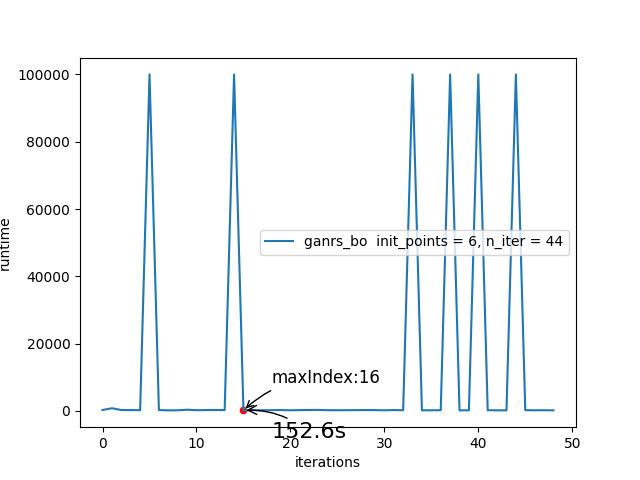 100000
80000
60000
40000
20000
0
runtime
ganrs_bo init_points = 6, n_iter = 44
maxIndex:16
152.6s
0 10 20 30 40 50
iterations